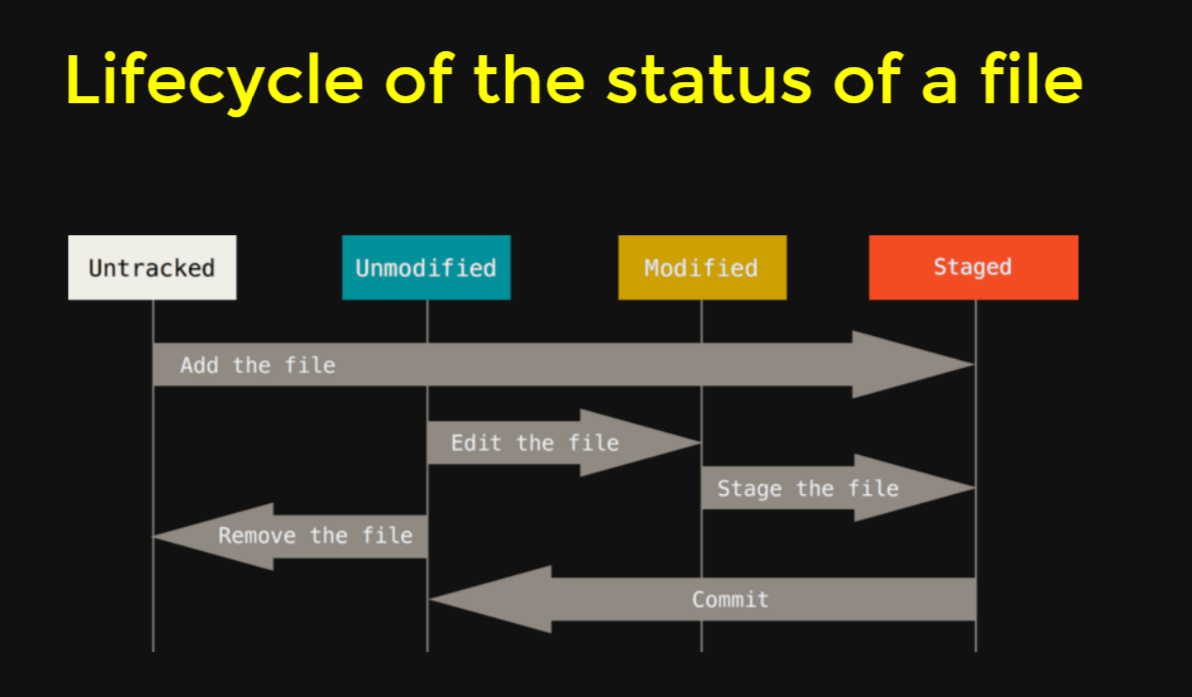 Lifecycle of the status of a file
Untracked
Unmodified
Modified
Staged
Add the file
Edit the file
Stage the file
Remove the file
Commit